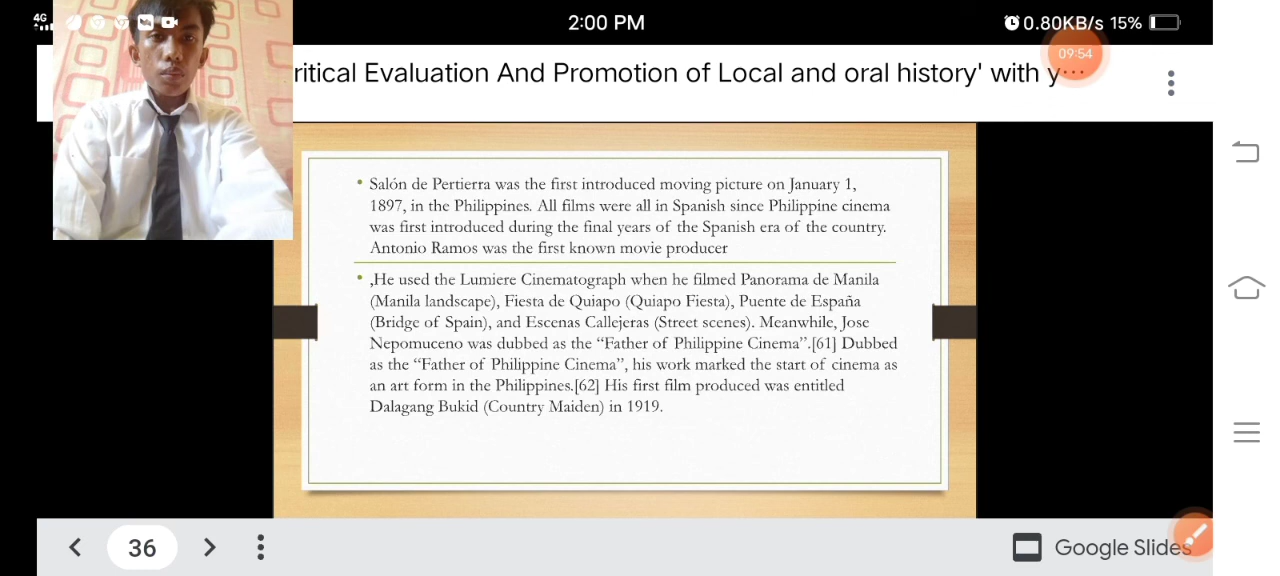 4G
2:00 PM
0.80KB/s 15%
09:54
ritical Evaluation And Promotion of Local and oral history' with y...
• Salón de Pertierra was the first introduced moving picture on January 1,
1897, in the Philippines. All films were all in Spanish since Philippine cinema
was first introduced during the final years of the Spanish era of the country.
Antonio Ramos was the first known movie producer
• ,He used the Lumiere Cinematograph when he filmed Panorama de Manila
(Manila landscape), Fiesta de Quiapo (Quiapo Fiesta), Puente de España
(Bridge of Spain), and Escenas Callejeras (Street scenes). Meanwhile, Jose
Nepomuceno was dubbed as the “Father of Philippine Cinema”.[61] Dubbed
as the “Father of Philippine Cinema”, his work marked the start of cinema as
an art form in the Philippines.[62] His first film produced was entitled
Dalagang Bukid (Country Maiden) in 1919.
36
Google Slides